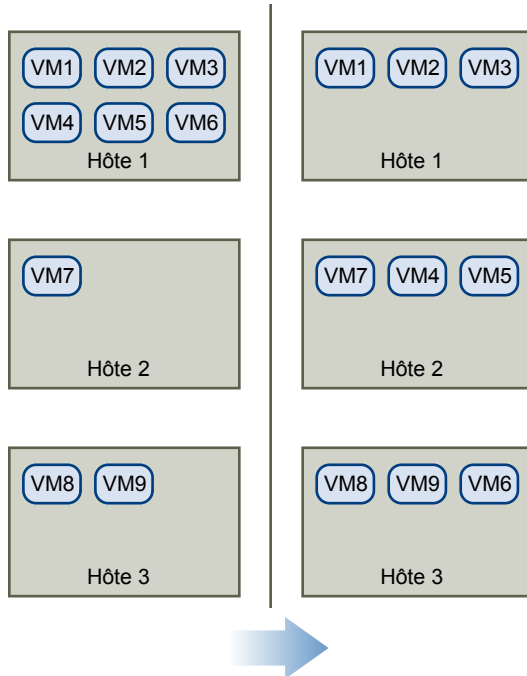 VM1 VM2 VM3
VM4 VM5 VM6
Hôte 1
VM7
Hôte 2
VM8 VM9
Hôte 3
VM1 VM2 VM3
Hôte 1
VM7 VM4 VM5
Hôte 2
VM8 VM9 VM6
Hôte 3